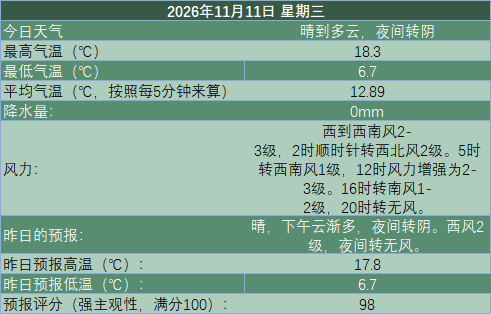 2026年11月11日 星期三
今日天气 晴到多云，夜间转阴
最高气温（℃） 18.3
最低气温（℃） 6.7
平均气温（℃，按照每5分钟来算） 12.89
降水量： 0mm
风力：
西到西南风2-
3级，2时顺时针转西北风2级。5时
转西南风1级，12时风力增强为2-
3级。16时转南风1-
2级，20时转无风。
昨日的预报：
晴，下午云渐多，夜间转阴。西风2
级，夜间转无风。
昨日预报高温（℃）： 17.8
昨日预报低温（℃）： 6.7
预报评分（强主观性，满分100）： 98